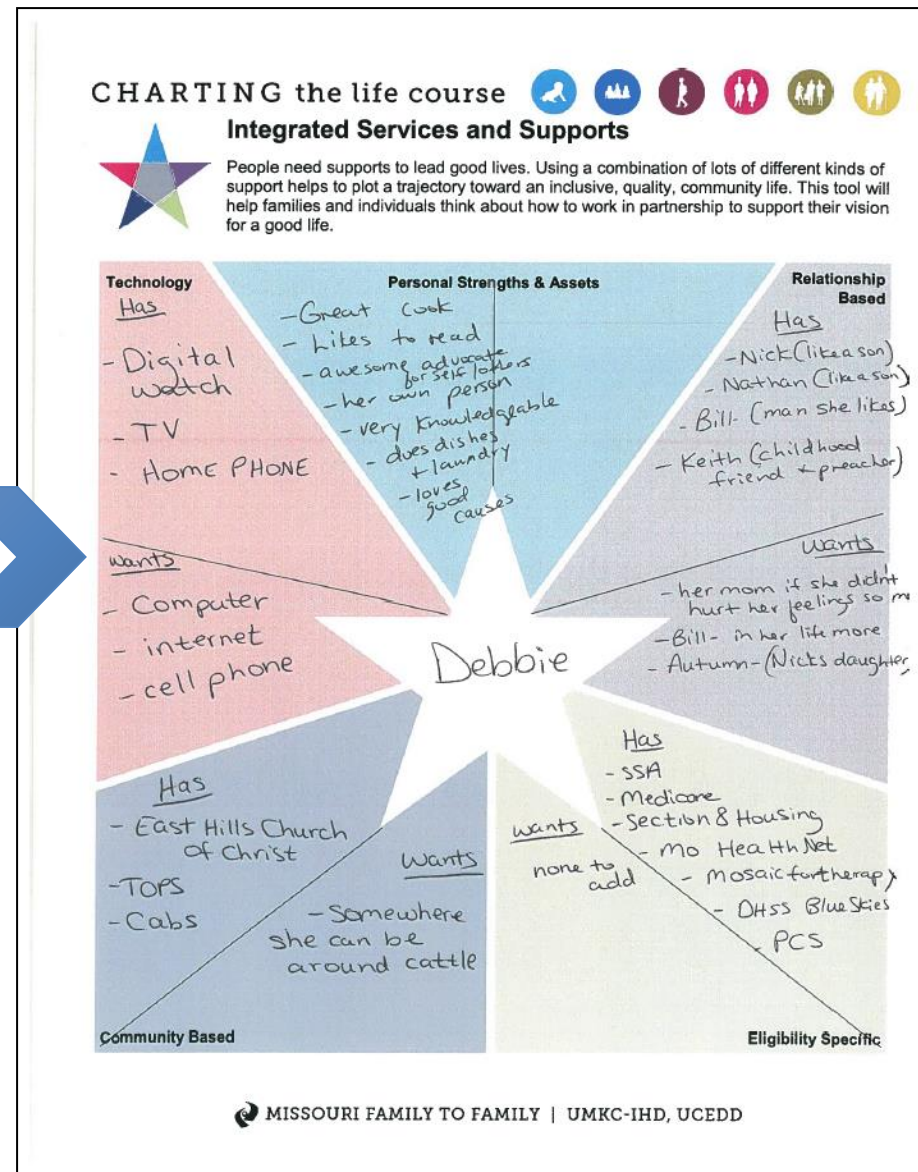 CHARTING the life course
Integrated Services and Supports
People need supports to lead good lives. Using a combination of lots of different kinds of
support helps to plot a trajectory toward an inclusive, quality, community life. This tool will
help families and individuals think about how to work in partnership to support their vision
for a good life.
Technology
Has
- Digital
watch
- TV
- HOME PHONE
wants
- Computer
- internet
- cell phone
Personal Strengths & Assets
- Great cook
- Likes to read
- awesome advocate
for self/others
- her own person
- very knowledgeable
- does dishes
+ laundry
- loves
good
causes
Relationship
Based
Has
- Nick (like a son)
- Nathan (like a son)
- Bill - (man she likes)
- Keith (childhood
friend + preacher)
wants
- her mom if she didn't
hurt her feelings so m
- Bill - in her life more
- Autumn - (Nicks daughter
Debbie
Has
- East Hills Church
of Christ
- TOPS
- Cabs
Wants
- Somewhere
she can be
around cattle
Community Based
Has
- SSA
- Medicare
- Section 8 Housing
- MO HealthNet
- Mosaic for therapy
- DHSS Blue Skies
- PCS
wants
none to
add
Eligibility Specific
MISSOURI FAMILY TO FAMILY | UMKC-IHD, UCEDD